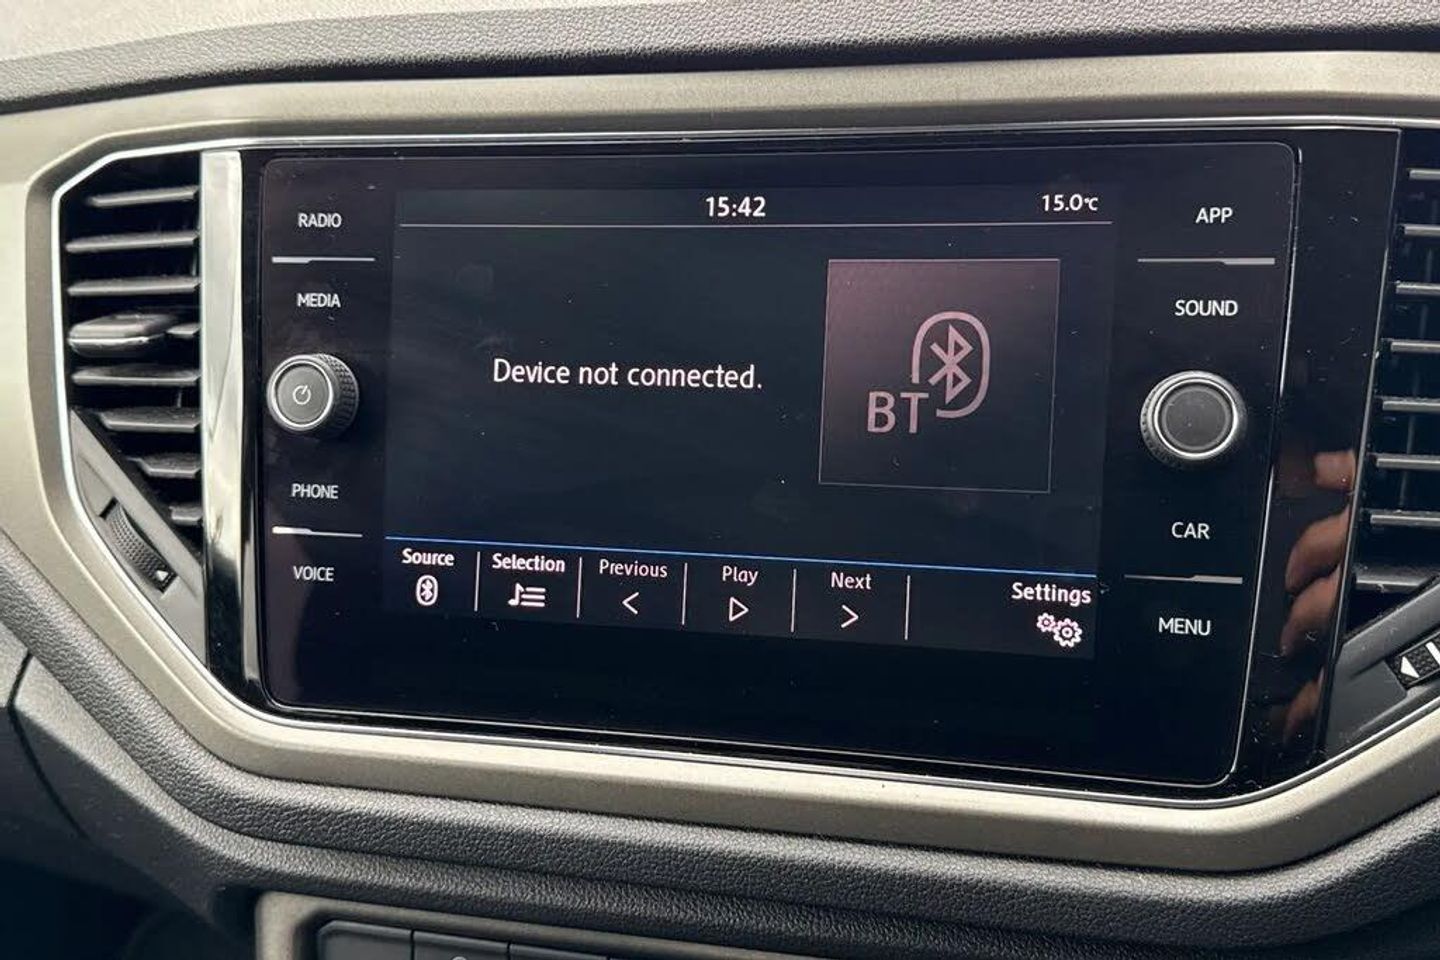 15:42
15.0℃
RADIO
MEDIA
PHONE
VOICE
Device not connected.
BT
Source
Selection
Previous
Play
Next
Settings
APP
SOUND
CAR
MENU